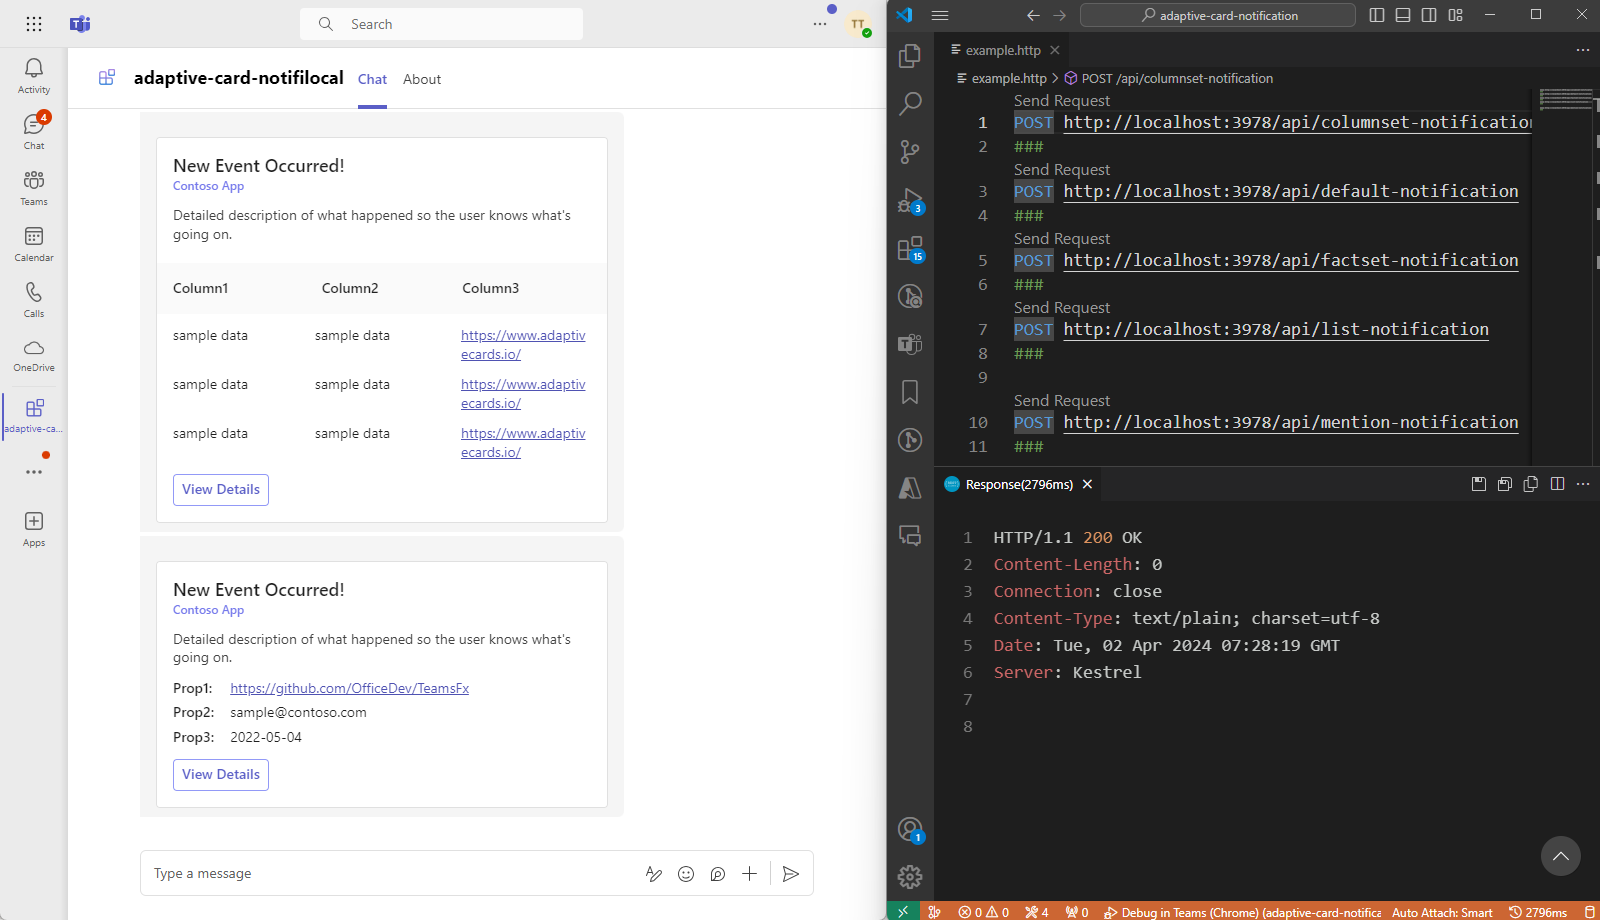 Search
TT
Activity
4
Chat
Teams
Calendar
Calls
OneDrive
adaptive-ca...
Apps
adaptive-card-notifilocal
Chat
About
New Event Occurred!
Contoso App
Detailed description of what happened so the user knows what's
going on.
Column1 Column2 Column3
sample data sample data https://www.adaptiv
ecards.io/
sample data sample data https://www.adaptiv
ecards.io/
sample data sample data https://www.adaptiv
ecards.io/
View Details
New Event Occurred!
Contoso App
Detailed description of what happened so the user knows what's
going on.
Prop1: https://github.com/OfficeDev/TeamsFx
Prop2: sample@contoso.com
Prop3: 2022-05-04
View Details
Type a message
adaptive-card-notification
example.http
example.http > POST /api/columnset-notification
3
15
1
Send Request
1 POST http://localhost:3978/api/columnset-notification
2 ###
Send Request
3 POST http://localhost:3978/api/default-notification
4 ###
Send Request
5 POST http://localhost:3978/api/factset-notification
6 ###
Send Request
7 POST http://localhost:3978/api/list-notification
8 ###
9
Send Request
10 POST http://localhost:3978/api/mention-notification
11 ###
Response(2796ms)
1 HTTP/1.1 200 OK
2 Content-Length: 0
3 Connection: close
4 Content-Type: text/plain; charset=utf-8
5 Date: Tue, 02 Apr 2024 07:28:19 GMT
6 Server: Kestrel
7
8
0 0 4 0 Debug in Teams (Chrome) (adaptive-card-notifica Auto Attach: Smart 2796ms